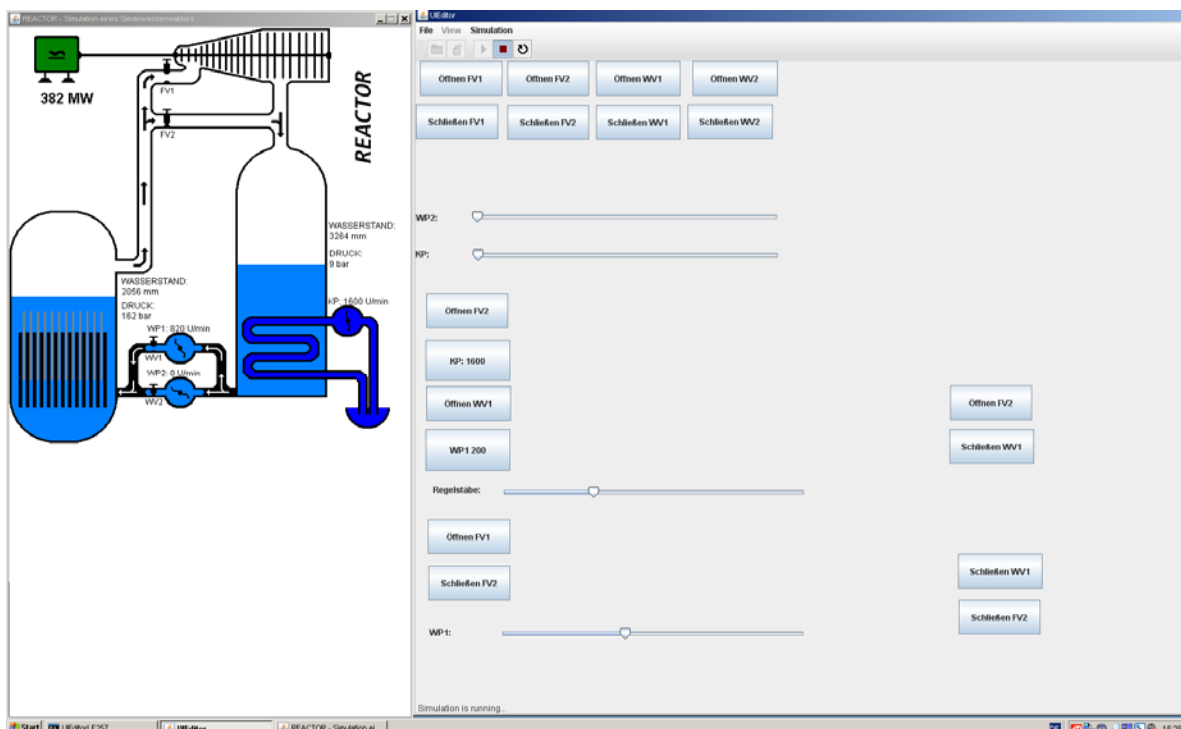 REACTOR - Simulation eines Siedewasserreaktors
382 MW
FV1
FV2
REACTOR
WASSERSTAND:
3264 mm
DRUCK:
9 bar
WASSERSTAND:
2056 mm
DRUCK:
162 bar
KP: 1600 U/min
WP1: 820 U/min
WV1
WP2: 0 U/min
WV2
UIEditor
File View Simulation
Öffnen FV1 Öffnen FV2 Öffnen WV1 Öffnen WV2
Schließen FV1 Schließen FV2 Schließen WV1 Schließen WV2
WP2:
KP:
Öffnen FV2
KP: 1600
Öffnen WV1
Öffnen FV2
WP1 200
Schließen WV1
Regelstäbe:
Öffnen FV1
Schließen FV2
Schließen WV1
Schließen FV2
WP1:
Simulation is running...
Start
UIEditor
REACTOR - Simulation ei...